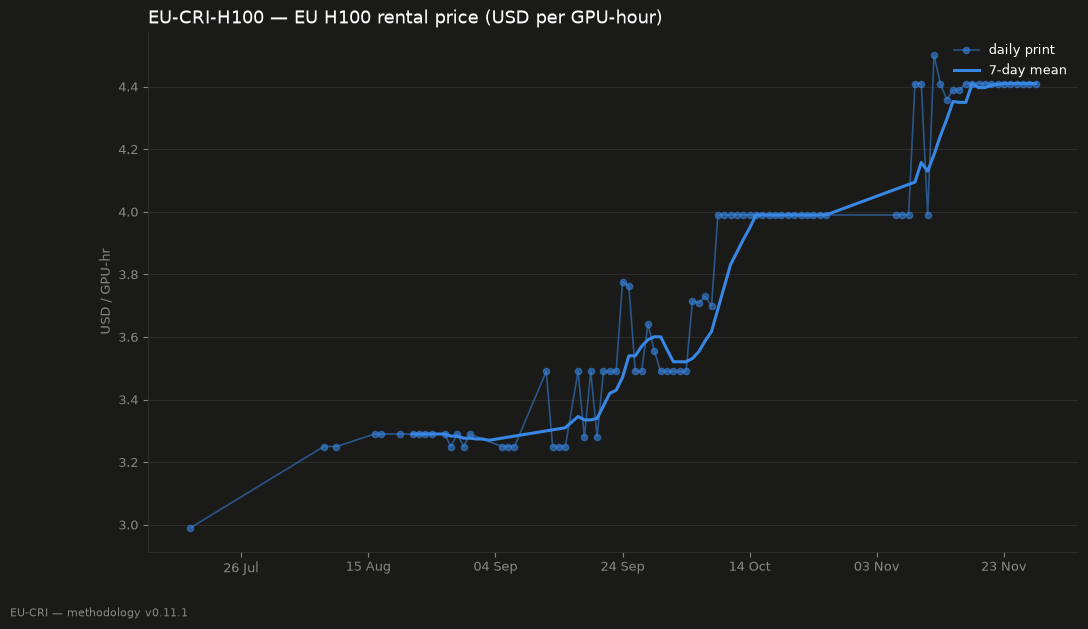 EU-CRI-H100 — EU H100 rental price (USD per GPU-hour)
daily print
7-day mean
4.4
4.2
4.0
3.8
3.6
3.4
3.2
3.0
USD / GPU-hr
26 Jul
15 Aug
04 Sep
24 Sep
14 Oct
03 Nov
23 Nov
EU-CRI — methodology v0.11.1